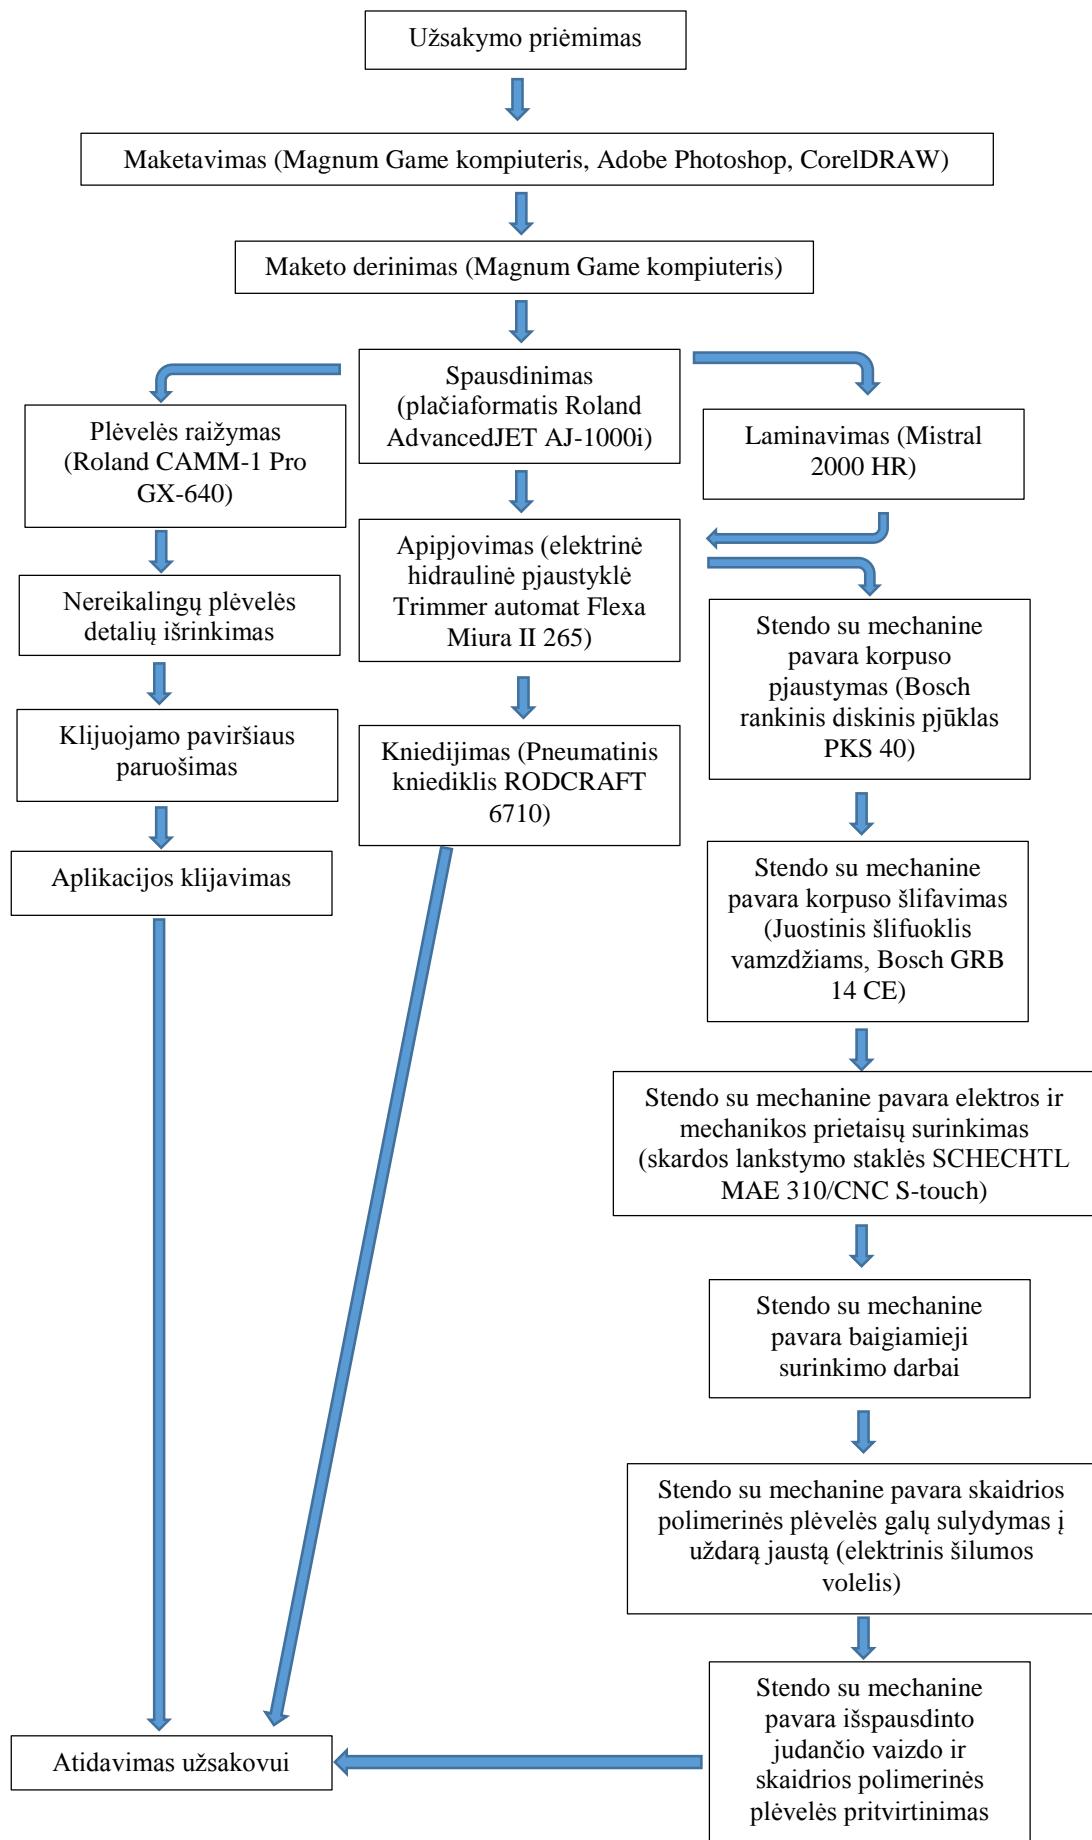 Užsakymo priėmimas
Maketavimas (Magnum Game kompiuteris, Adobe Photoshop, CorelDRAW)
Maketo derinimas (Magnum Game kompiuteris)
Spausdinimas
(plačiaformatis Roland
AdvancedJET AJ-1000i)
Plėvelės raižymas
(Roland CAMM-1 Pro
GX-640)
Laminavimas (Mistral
2000 HR)
Apipjovimas (elektrinė
hidraulinė pjaustyklė
Trimmer automat Flexa
Miura II 265)
Nereikalingų plėvelės
detalių išrinkimas
Stendo su mechanine
pavara korpuso
pjaustymas (Bosch
rankinis diskinis pjūklas
PKS 40)
Klijuojamo paviršiaus
paruošimas
Kniedijimas (Pneumatinis
kniediklis RODCRAFT
6710)
Aplikacijos klijavimas
Stendo su mechanine
pavara korpuso šlifavimas
(Juostinis šlifuoklis
vamzdžiams, Bosch GRB
14 CE)
Stendo su mechanine pavara elektros ir
mechanikos prietaisų surinkimas
(skardos lankstymo staklės SCHECHTL
MAE 310/CNC S-touch)
Stendo su mechanine
pavara baigiamieji
surinkimo darbai
Stendo su mechanine pavara skaidrios
polimerinės plėvelės galų sulydymas į
uždarą jaustą (elektrinis šilumos
volelis)
Stendo su mechanine
pavara išspausdinto
judančio vaizdo ir
skaidrios polimerinės
plėvelės pritvirtinimas
Atidavimas užsakovui